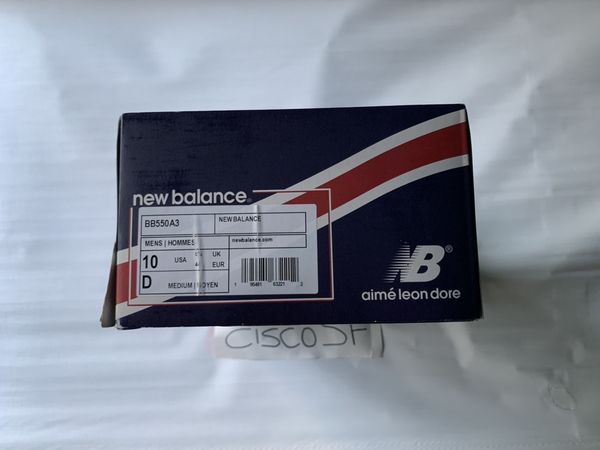 new balance
BB550A3
NEW BALANCE
MENS | HOMMES
newbalance.com
10
USA
UK
EUR
D
MEDIUM | MOYEN
NB
aimé leon dore